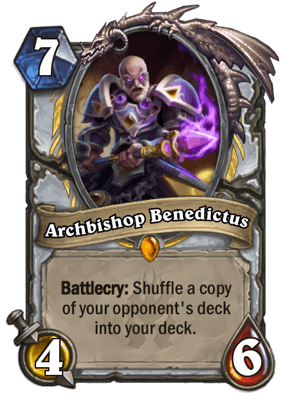 7
Archbishop Benedictus
Battlecry: Shuffle a copy
of your opponent's deck
into your deck.
4
6